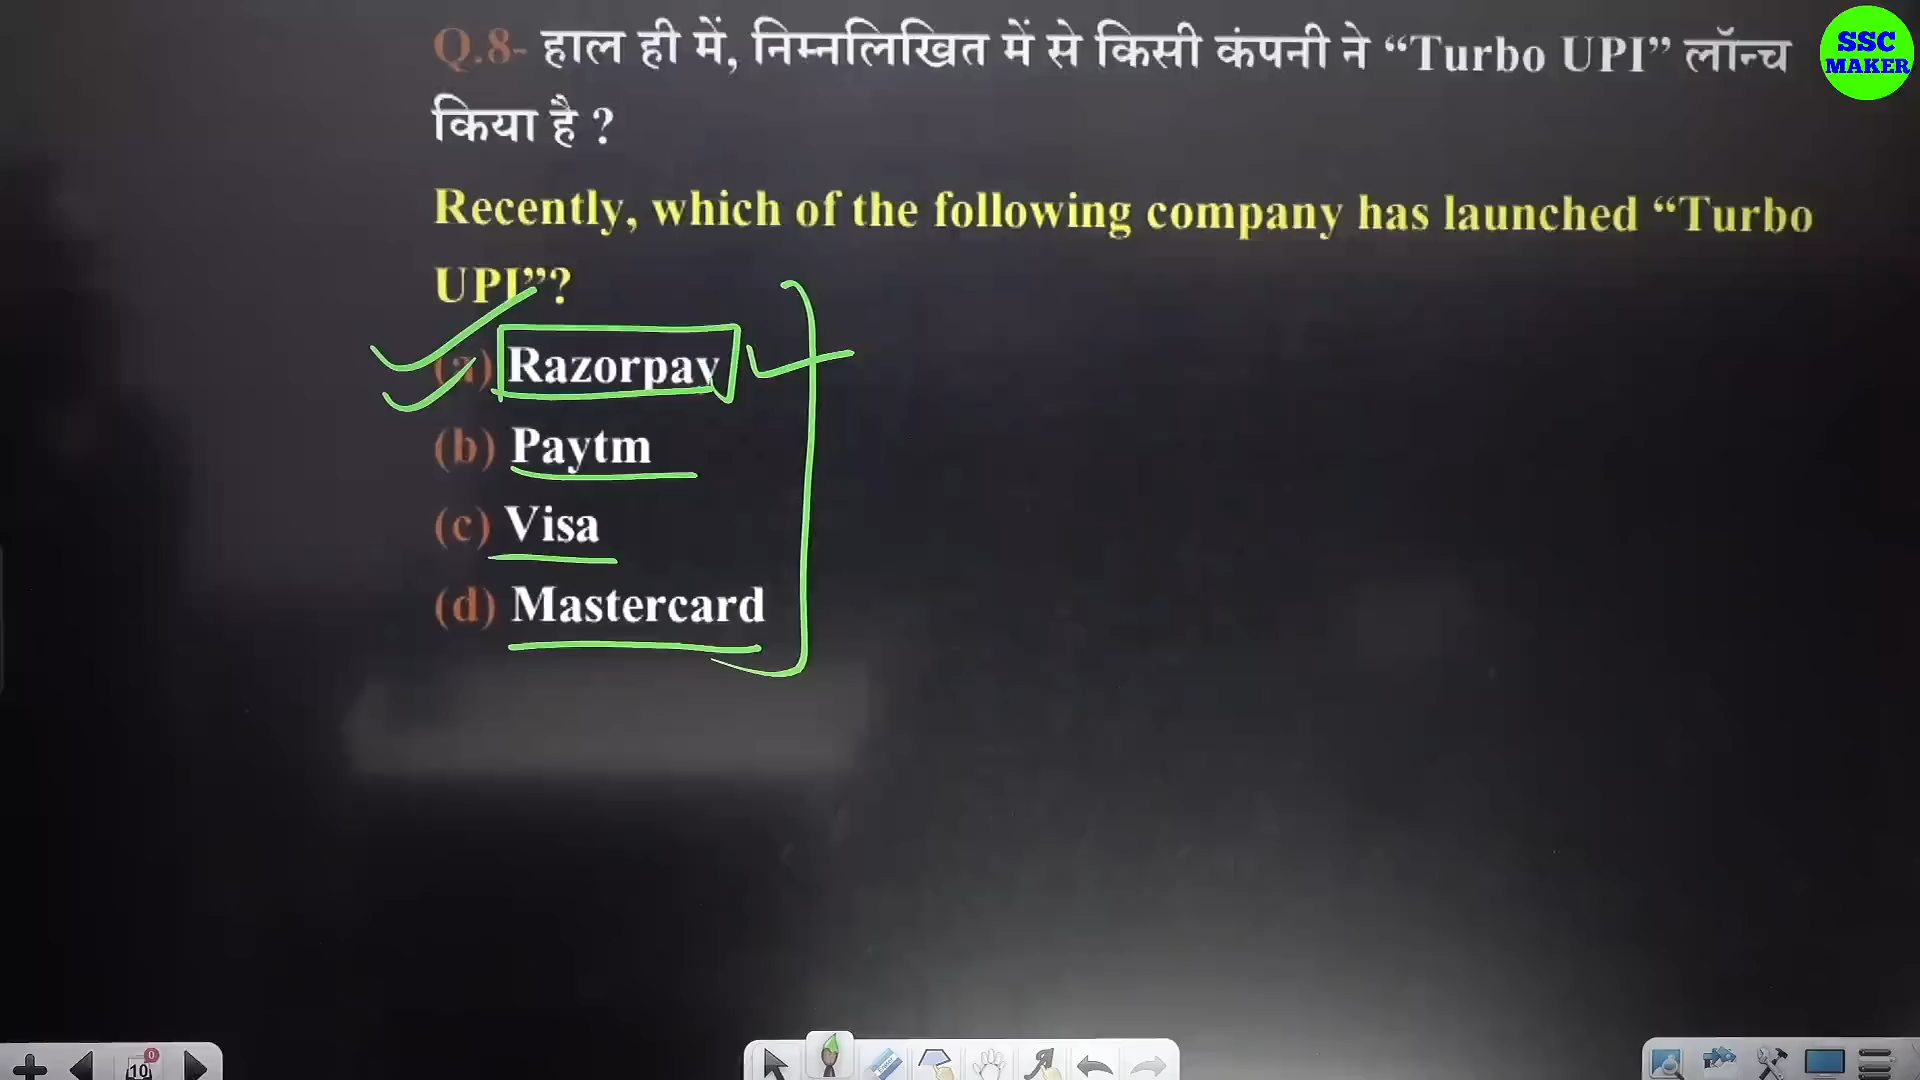 SSC
MAKER
Q.8- हाल ही में, निम्नलिखित में से किसी कंपनी ने “Turbo UPI” लॉन्च
किया है ?
Recently, which of the following company has launched “Turbo
UPI”?
(a) Razorpay
(b) Paytm
(c) Visa
(d) Mastercard
10
0